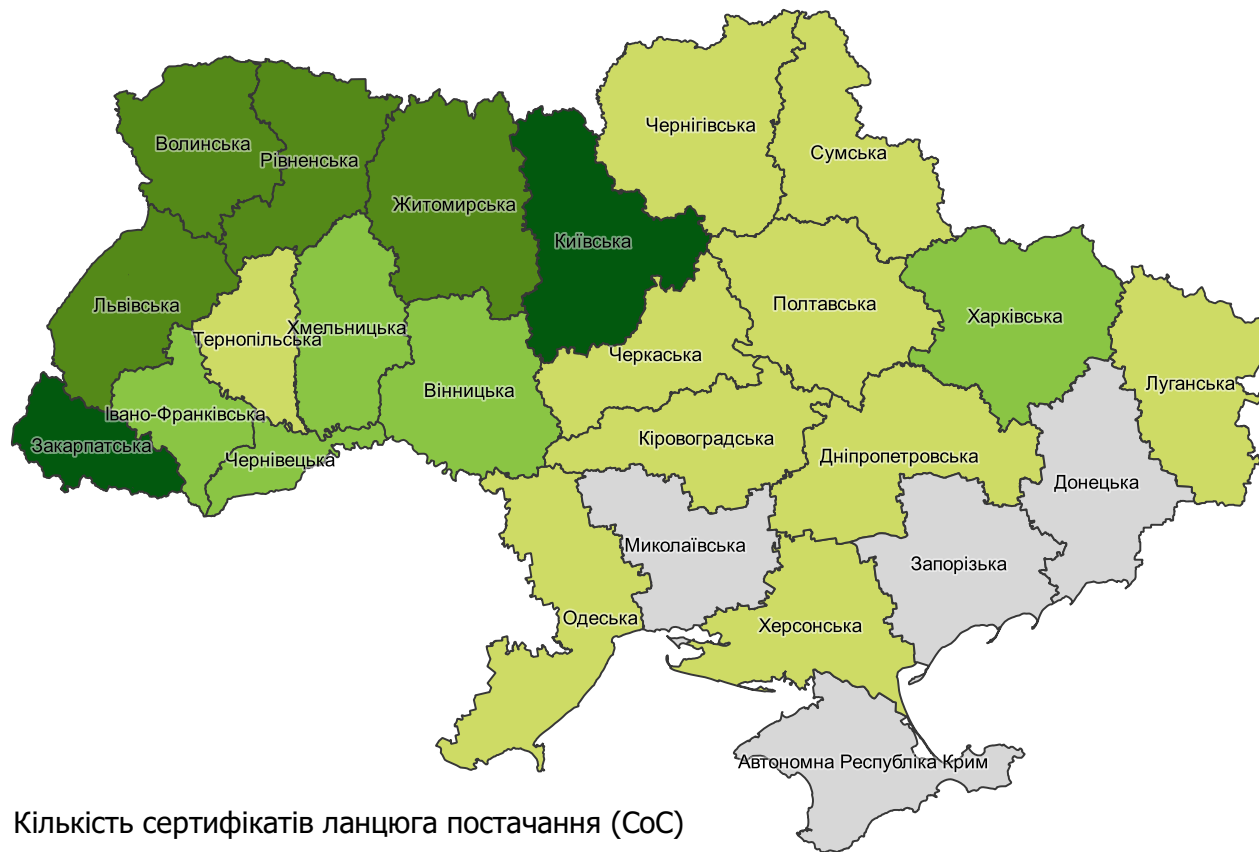 Чернігівська
Волинська
Сумська
Рівненська
Житомирська
Київська
Львівська
Полтавська
Харківська
Хмельницька
Тернопільська
Черкаська
Луганська
Вінницька
Івано-Франківська
Закарпатська
Кіровоградська
Дніпропетровська
Чернівецька
Донецька
Миколаївська
Запорізька
Одеська
Херсонська
Автономна Республіка Крим
Кількість сертифікатів ланцюга постачання (CoC)